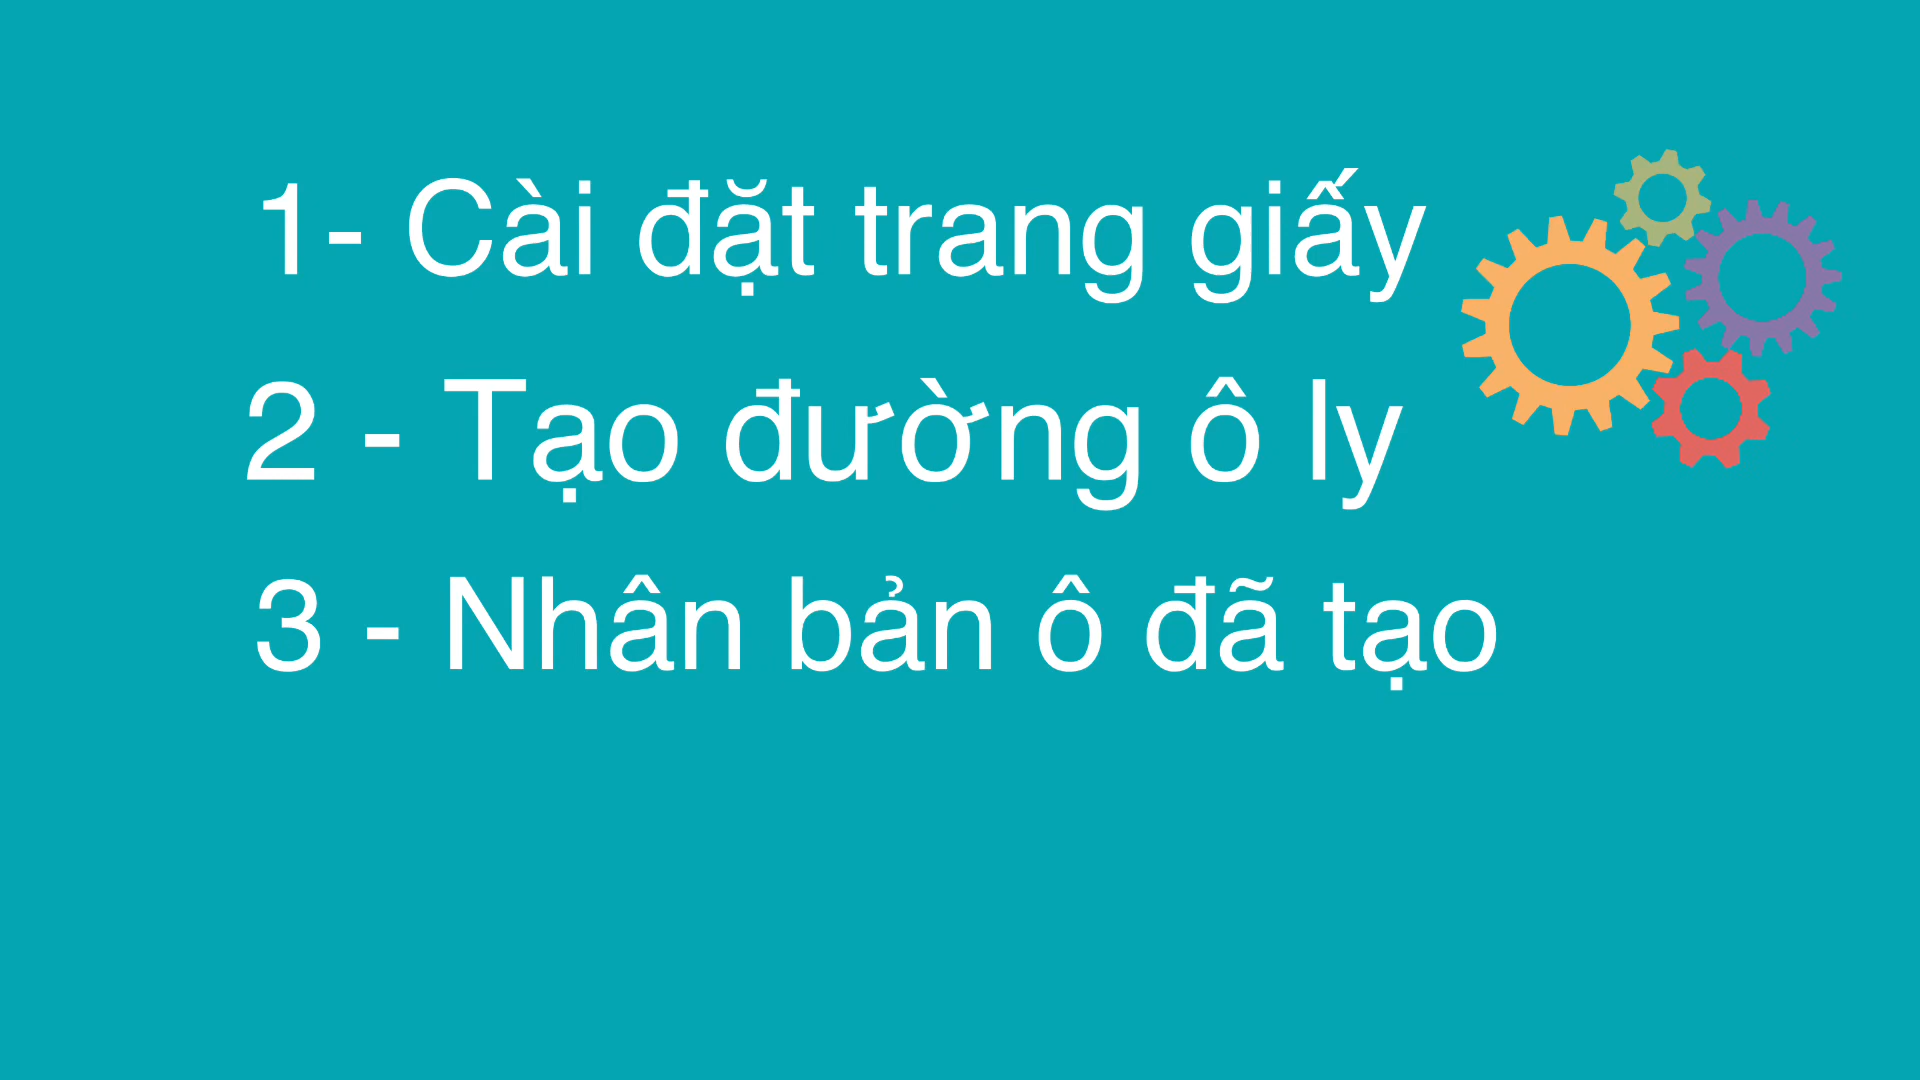 1- Cài đặt trang giấy
2 - Tạo đường ô ly
3 - Nhân bản ô đã tạo